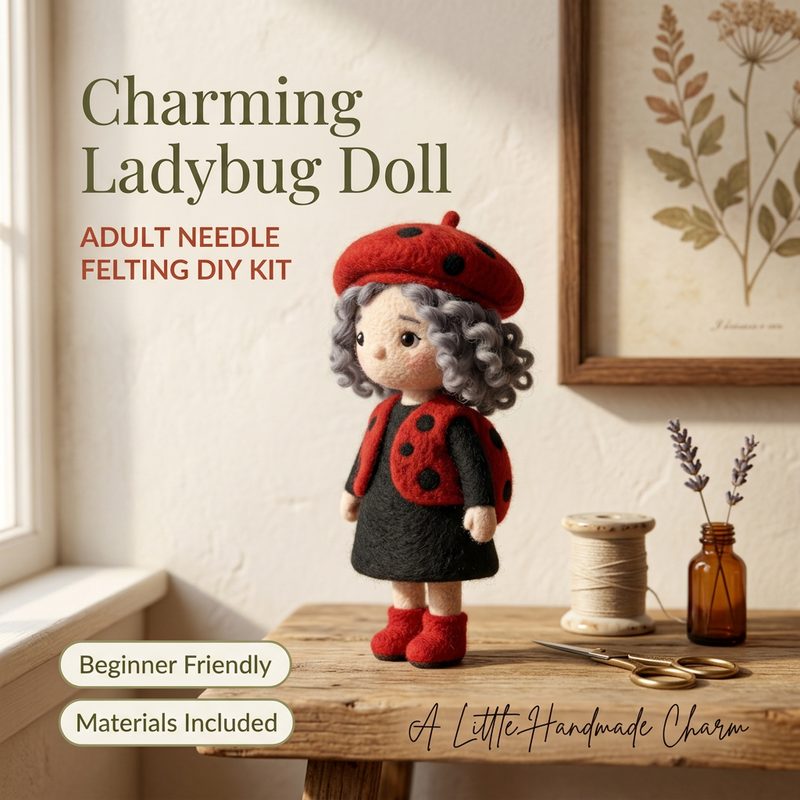 Charming
Ladybug Doll
ADULT NEEDLE
FELTING DIY KIT
Beginner Friendly
Materials Included
A Little Handmade Charm